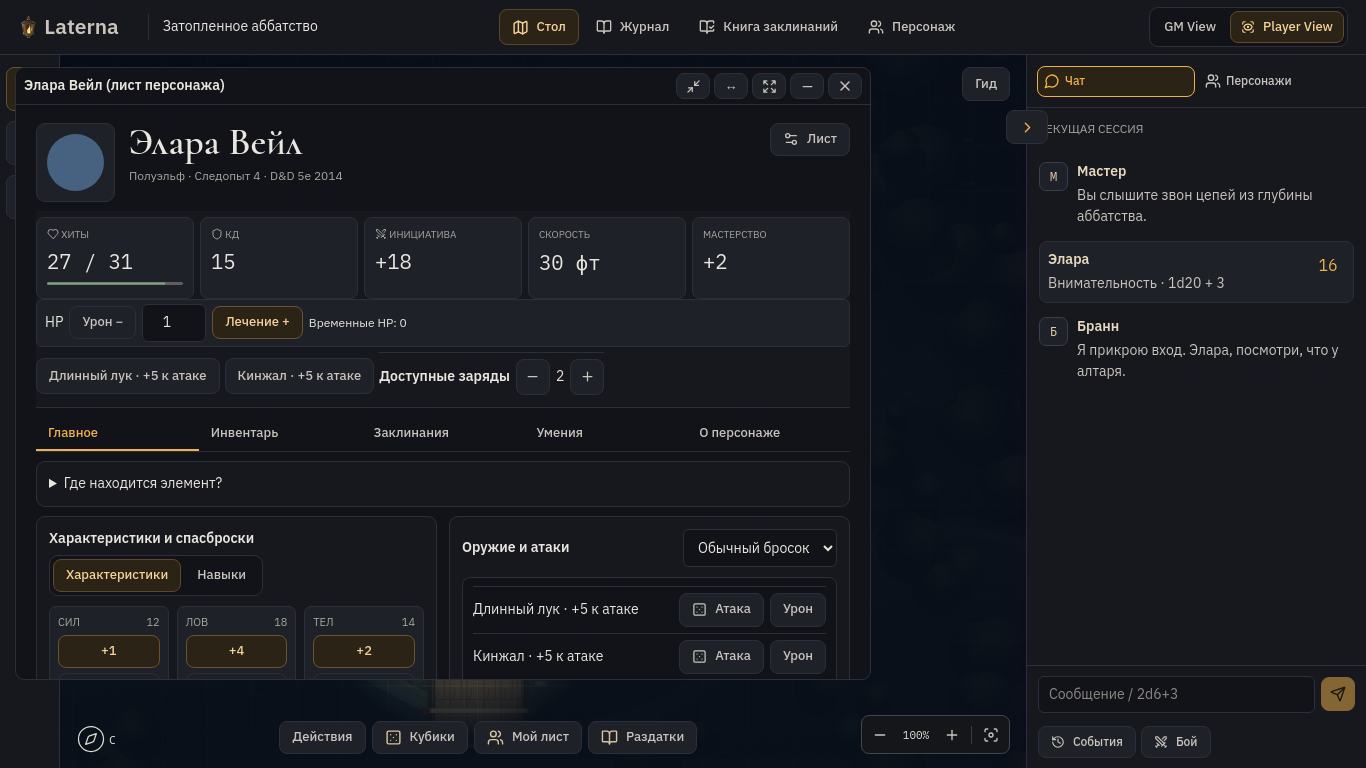 Laterna
Затопленное аббатство
Стол
Журнал
Книга заклинаний
Персонаж
GM View
Player View
Элара Вейл (лист персонажа)
Гид
Чат
Персонажи
Элара Вейл
Полуэльф · Следопыт 4 · D&D 5e 2014
Лист
ЕКУЩАЯ СЕССИЯ
М
Мастер
Вы слышите звон цепей из глубины
аббатства.
Элара
Внимательность · 1d20 + 3
16
Б
Бранн
Я прикрою вход. Элара, посмотри, что у
алтаря.
ХИТЫ
27 / 31
КД
15
ИНИЦИАТИВА
+18
СКОРОСТЬ
30 фт
МАСТЕРСТВО
+2
HP
Урон −
1
Лечение +
Временные HP: 0
Длинный лук · +5 к атаке
Кинжал · +5 к атаке
Доступные заряды
−
2
+
Главное
Инвентарь
Заклинания
Умения
О персонаже
Где находится элемент?
Характеристики и спасброски
Характеристики
Навыки
СИЛ 12
+1
ЛОВ 18
+4
ТЕЛ 14
+2
Оружие и атаки
Обычный бросок
Длинный лук · +5 к атаке
Атака
Урон
Кинжал · +5 к атаке
Атака
Урон
С
Действия
Кубики
Мой лист
Раздатки
100%
Сообщение / 2d6+3
События
Бой